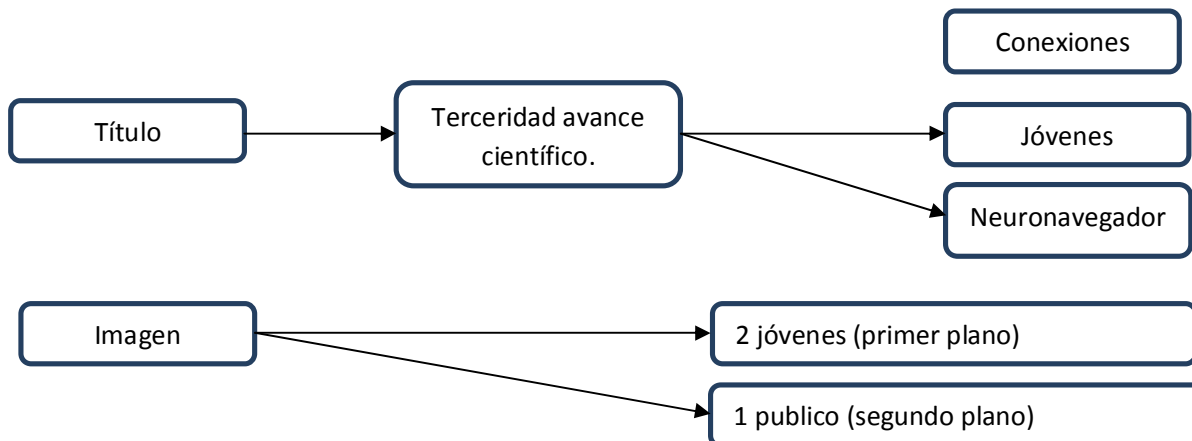 Conexiones
Título
Terceridad avance
científico.
Jóvenes
Neuronavegador
Imagen
2 jóvenes (primer plano)
1 publico (segundo plano)